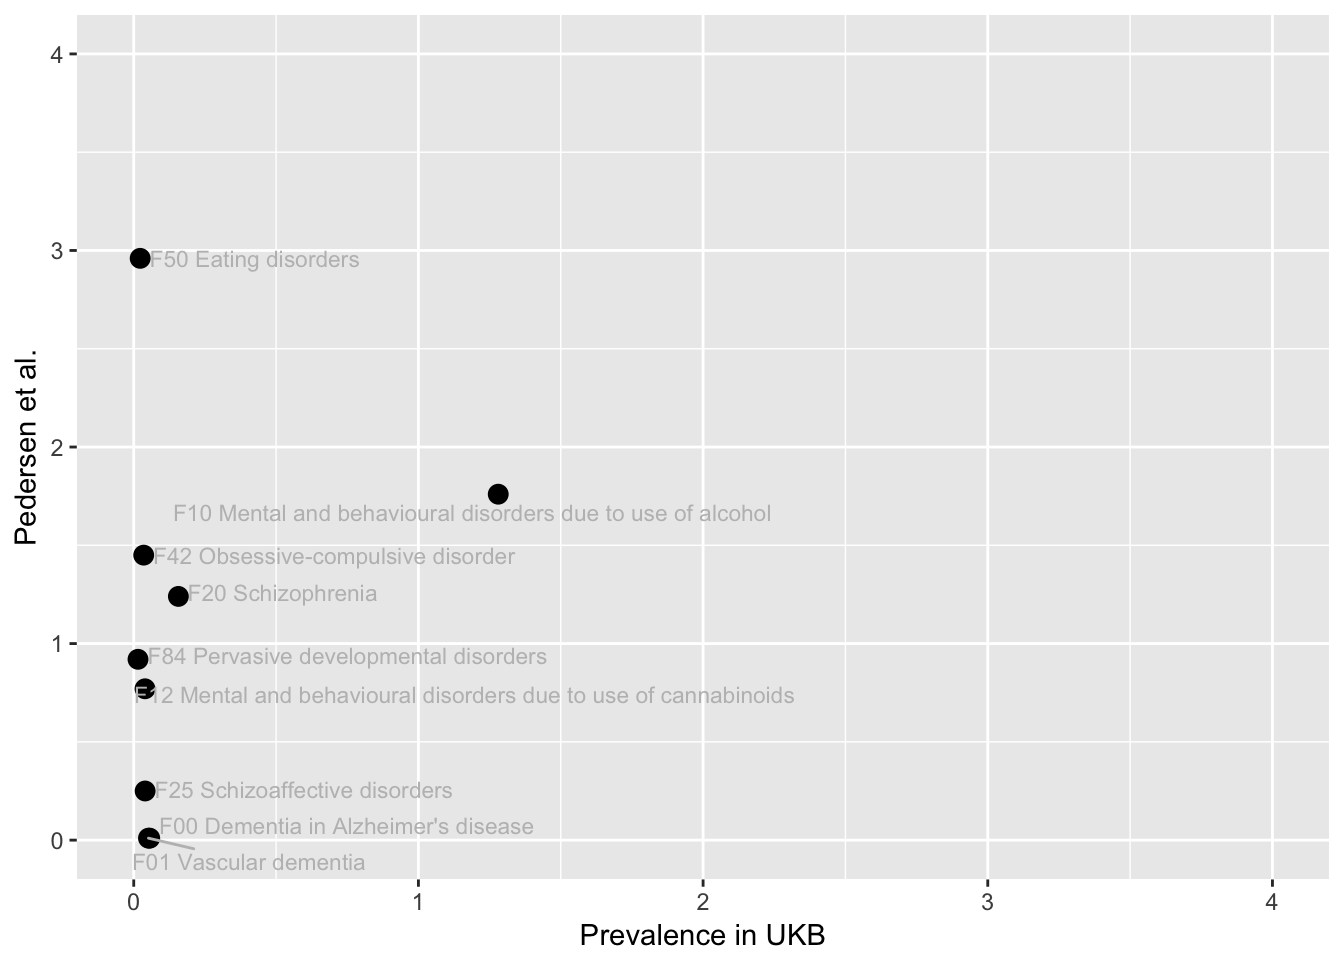 4
3
2
1
0
Pedersen et al.
F50 Eating disorders
F10 Mental and behavioural disorders due to use of alcohol
F42 Obsessive-compulsive disorder
F20 Schizophrenia
F84 Pervasive developmental disorders
F12 Mental and behavioural disorders due to use of cannabinoids
F25 Schizoaffective disorders
F00 Dementia in Alzheimer's disease
F01 Vascular dementia
0 1 2 3 4
Prevalence in UKB